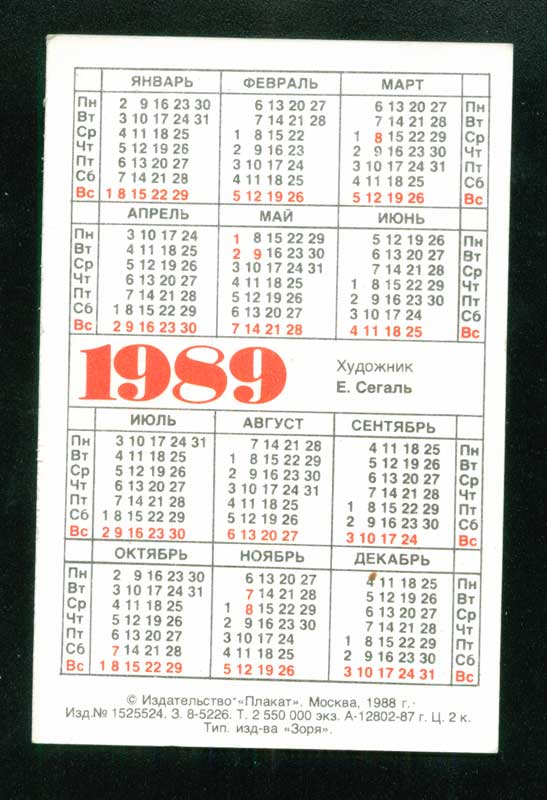 ЯНВАРЬ ФЕВРАЛЬ МАРТ
Пн 2 9 16 23 30 6 13 20 27 6 13 20 27 Пн
Вт 3 10 17 24 31 7 14 21 28 7 14 21 28 Вт
Ср 4 11 18 25 1 8 15 22 1 8 15 22 29 Ср
Чт 5 12 19 26 2 9 16 23 2 9 16 23 30 Чт
Пт 6 13 20 27 3 10 17 24 3 10 17 24 31 Пт
Сб 7 14 21 28 4 11 18 25 4 11 18 25 Сб
Вс 1 8 15 22 29 5 12 19 26 5 12 19 26 Вс
АПРЕЛЬ МАЙ ИЮНЬ
Пн 3 10 17 24 1 8 15 22 29 5 12 19 26 Пн
Вт 4 11 18 25 2 9 16 23 30 6 13 20 27 Вт
Ср 5 12 19 26 3 10 17 24 31 7 14 21 28 Ср
Чт 6 13 20 27 4 11 18 25 1 8 15 22 29 Чт
Пт 7 14 21 28 5 12 19 26 2 9 16 23 30 Пт
Сб 1 8 15 22 29 6 13 20 27 3 10 17 24 Сб
Вс 2 9 16 23 30 7 14 21 28 4 11 18 25 Вс
1989
Художник
Е. Сегаль
ИЮЛЬ АВГУСТ СЕНТЯБРЬ
Пн 3 10 17 24 31 7 14 21 28 4 11 18 25 Пн
Вт 4 11 18 25 1 8 15 22 29 5 12 19 26 Вт
Ср 5 12 19 26 2 9 16 23 30 6 13 20 27 Ср
Чт 6 13 20 27 3 10 17 24 31 7 14 21 28 Чт
Пт 7 14 21 28 4 11 18 25 1 8 15 22 29 Пт
Сб 1 8 15 22 29 5 12 19 26 2 9 16 23 30 Сб
Вс 2 9 16 23 30 6 13 20 27 3 10 17 24 Вс
ОКТЯБРЬ НОЯБРЬ ДЕКАБРЬ
Пн 2 9 16 23 30 6 13 20 27 4 11 18 25 Пн
Вт 3 10 17 24 31 7 14 21 28 5 12 19 26 Вт
Ср 4 11 18 25 1 8 15 22 29 6 13 20 27 Ср
Чт 5 12 19 26 2 9 16 23 30 7 14 21 28 Чт
Пт 6 13 20 27 3 10 17 24 1 8 15 22 29 Пт
Сб 7 14 21 28 4 11 18 25 2 9 16 23 30 Сб
Вс 1 8 15 22 29 5 12 19 26 3 10 17 24 31 Вс
© Издательство «Плакат». Москва, 1988 г.
Изд.№ 1525524. З. 8-5226. Т. 2 550 000 экз. А-12802-87 г. Ц. 2 к.
Тип. изд-ва «Зоря».